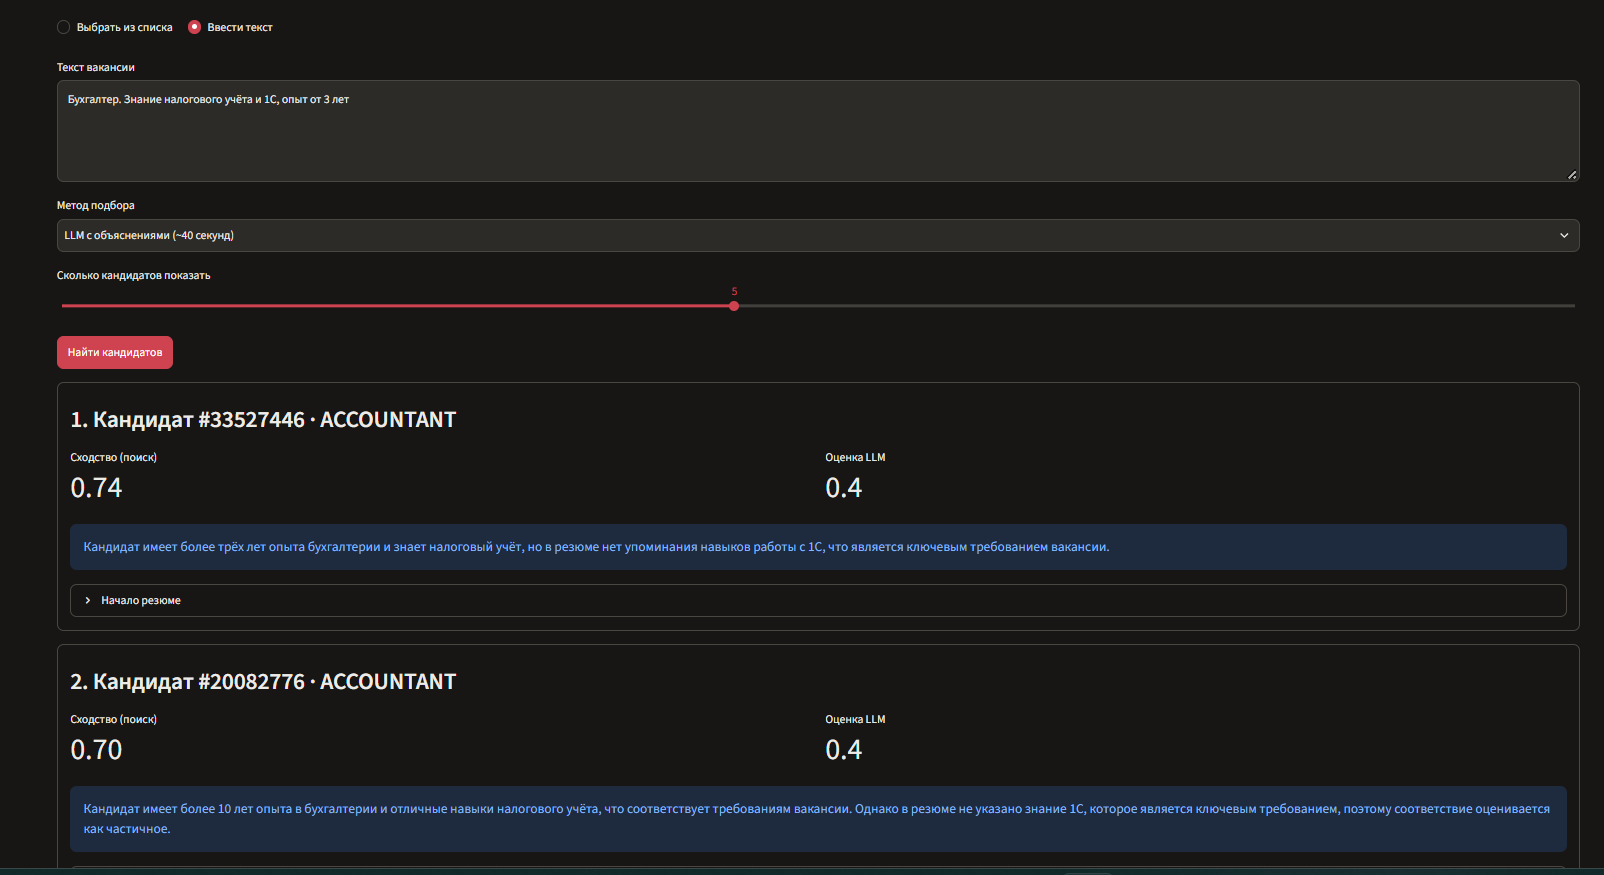 Выбрать из списка
Ввести текст
Текст вакансии
Бухгалтер. Знание налогового учёта и 1С, опыт от 3 лет
Метод подбора
LLM с объяснениями (~40 секунд)
Сколько кандидатов показать
5
Найти кандидатов
1. Кандидат #33527446 · ACCOUNTANT
Сходство (поиск)
Оценка LLM
0.74
0.4
Кандидат имеет более трёх лет опыта бухгалтерии и знает налоговый учёт, но в резюме нет упоминания навыков работы с 1С, что является ключевым требованием вакансии.
Начало резюме
2. Кандидат #20082776 · ACCOUNTANT
Сходство (поиск)
Оценка LLM
0.70
0.4
Кандидат имеет более 10 лет опыта в бухгалтерии и отличные навыки налогового учёта, что соответствует требованиям вакансии. Однако в резюме не указано знание 1С, которое является ключевым требованием, поэтому соответствие оценивается
как частичное.